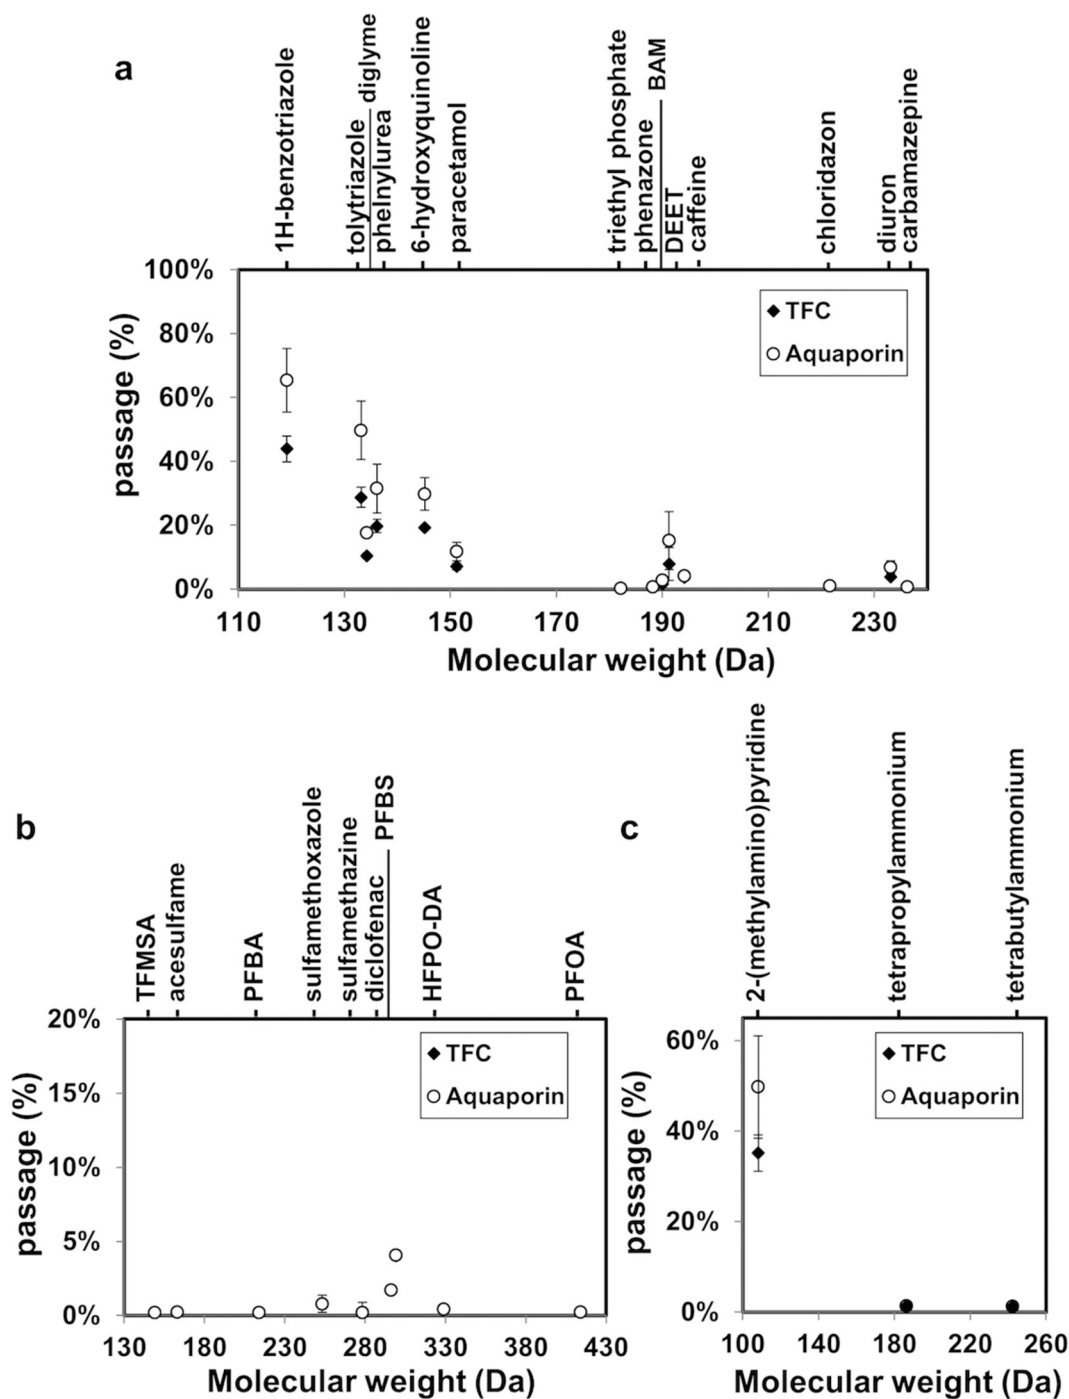 a
1H-benzotriazole
tolytriazole
diglyme
phelnylurea
6-hydroxyquinoline
paracetamol
triethyl phosphate
phenazone
BAM
DEET
caffeine
chloridazon
diuron
carbamazepine
100%
80%
60%
40%
20%
0%
passage (%)
TFC
Aquaporin
110 130 150 170 190 210 230
Molecular weight (Da)
b
TFMSA
acesulfame
PFBA
sulfamethoxazole
sulfamethazine
diclofenac
PFBS
HFPO-DA
PFOA
20%
15%
10%
5%
0%
passage (%)
TFC
Aquaporin
130 180 230 280 330 380 430
Molecular weight (Da)
c
2-(methylamino)pyridine
tetrapropylammonium
tetrabutylammonium
60%
40%
20%
0%
passage (%)
TFC
Aquaporin
100 140 180 220 260
Molecular weight (Da)